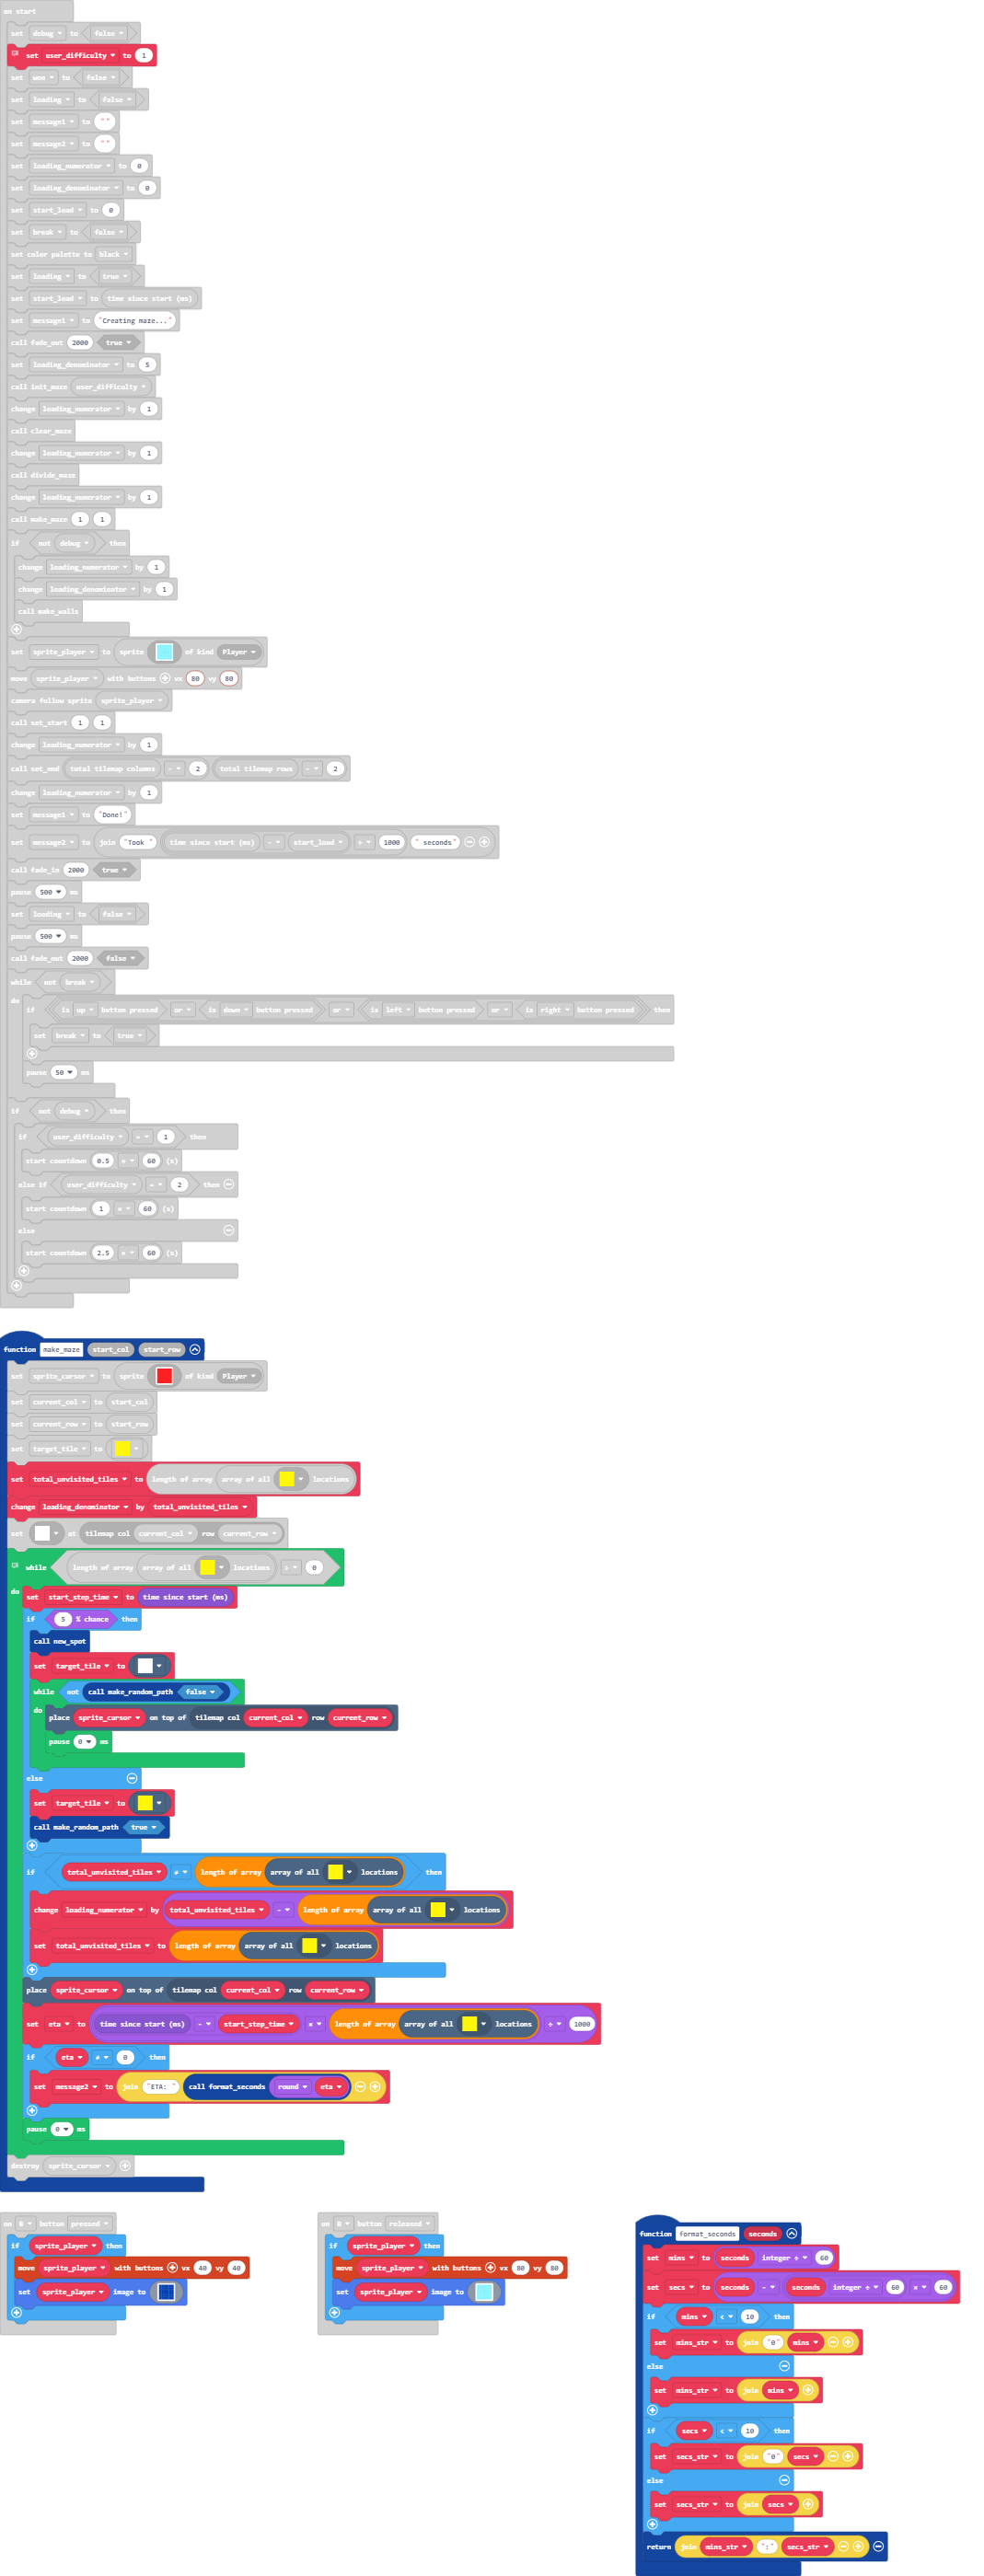 on start
set debug to false
set user_difficulty to 1
set won to false
set loading to false
set message1 to " "
set message2 to " "
set loading_numerator to 0
set loading_denominator to 0
set start_load to 0
set break to false
set color palette to black
set loading to true
set start_load to time since start (ms)
set message1 to "Creating maze..."
call fade_out 2000 true
set loading_denominator to 5
call init_maze user_difficulty
change loading_numerator by 1
call clear_maze
change loading_numerator by 1
call divide_maze
change loading_numerator by 1
call make_maze 1 1
if not debug then
change loading_numerator by 1
change loading_denominator by 1
call make_walls
set sprite_player to sprite of kind Player
move sprite_player with buttons vx 80 vy 80
camera follow sprite sprite_player
call set_start 1 1
change loading_numerator by 1
call set_end total tilemap columns - 2 total tilemap rows - 2
change loading_numerator by 1
set message1 to "Done!"
set message2 to join "Took " time since start (ms) - start_load ÷ 1000 " seconds"
call fade_in 2000 true
pause 500 ms
set loading to false
pause 500 ms
call fade_out 2000 false
while not break
do if is up button pressed or is down button pressed or is left button pressed or is right button pressed then
set break to true
pause 50 ms
if not debug then
if user_difficulty = 1 then
start countdown 0.5 × 60 (s)
else if user_difficulty = 2 then
start countdown 1 × 60 (s)
else
start countdown 2.5 × 60 (s)
function make_maze start_col start_row
set sprite_cursor to sprite of kind Player
set current_col to start_col
set current_row to start_row
set target_tile to
set total_unvisited_tiles to length of array array of all locations
change loading_denominator by total_unvisited_tiles
set at tilemap col current_col row current_row
while length of array array of all locations > 0
do set start_step_time to time since start (ms)
if 5 % chance then
call new_spot
set target_tile to
while not call make_random_path false
do place sprite_cursor on top of tilemap col current_col row current_row
pause 0 ms
else
set target_tile to
call make_random_path true
if total_unvisited_tiles ≠ length of array array of all locations then
change loading_numerator by total_unvisited_tiles - length of array array of all locations
set total_unvisited_tiles to length of array array of all locations
place sprite_cursor on top of tilemap col current_col row current_row
set eta to time since start (ms) - start_step_time × length of array array of all locations ÷ 1000
if eta ≠ 0 then
set message2 to join "ETA: " call format_seconds round eta
pause 0 ms
destroy sprite_cursor
on B button pressed
if sprite_player then
move sprite_player with buttons vx 40 vy 40
set sprite_player image to
on B button released
if sprite_player then
move sprite_player with buttons vx 80 vy 80
set sprite_player image to
function format_seconds seconds
set mins to seconds integer ÷ 60
set secs to seconds - seconds integer ÷ 60 × 60
if mins < 10 then
set mins_str to join "0" mins
else
set mins_str to join mins
if secs < 10 then
set secs_str to join "0" secs
else
set secs_str to join secs
return join mins_str ":" secs_str